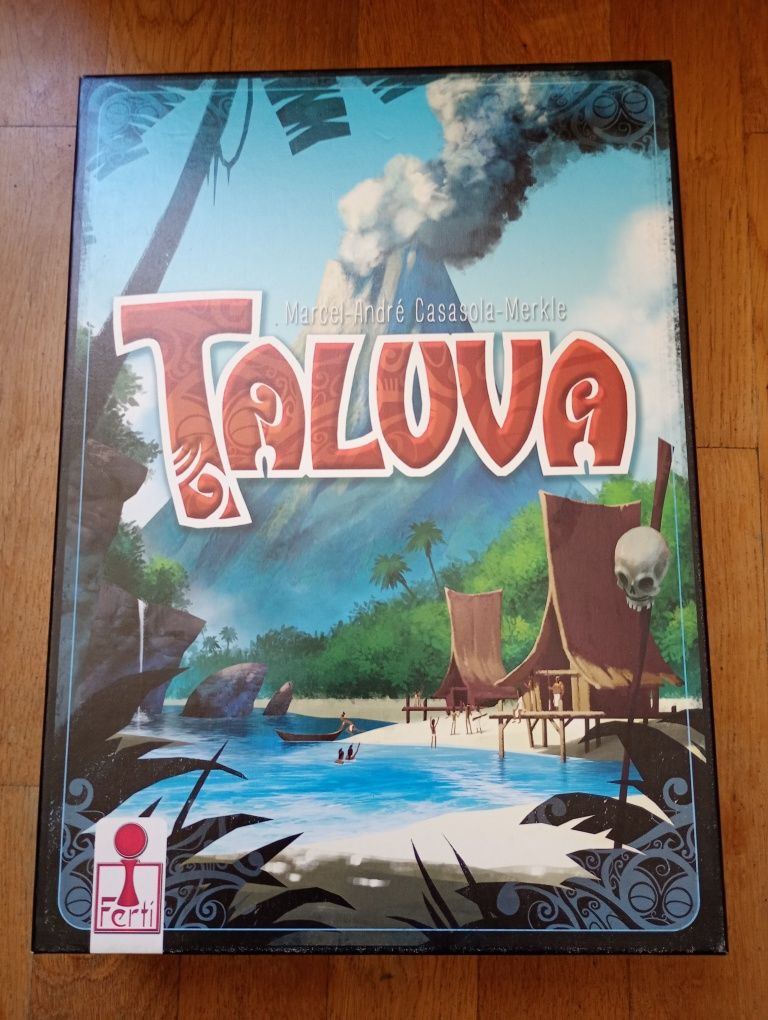 Marcel-André Casasola-Merkle
TALUVA
Ferti